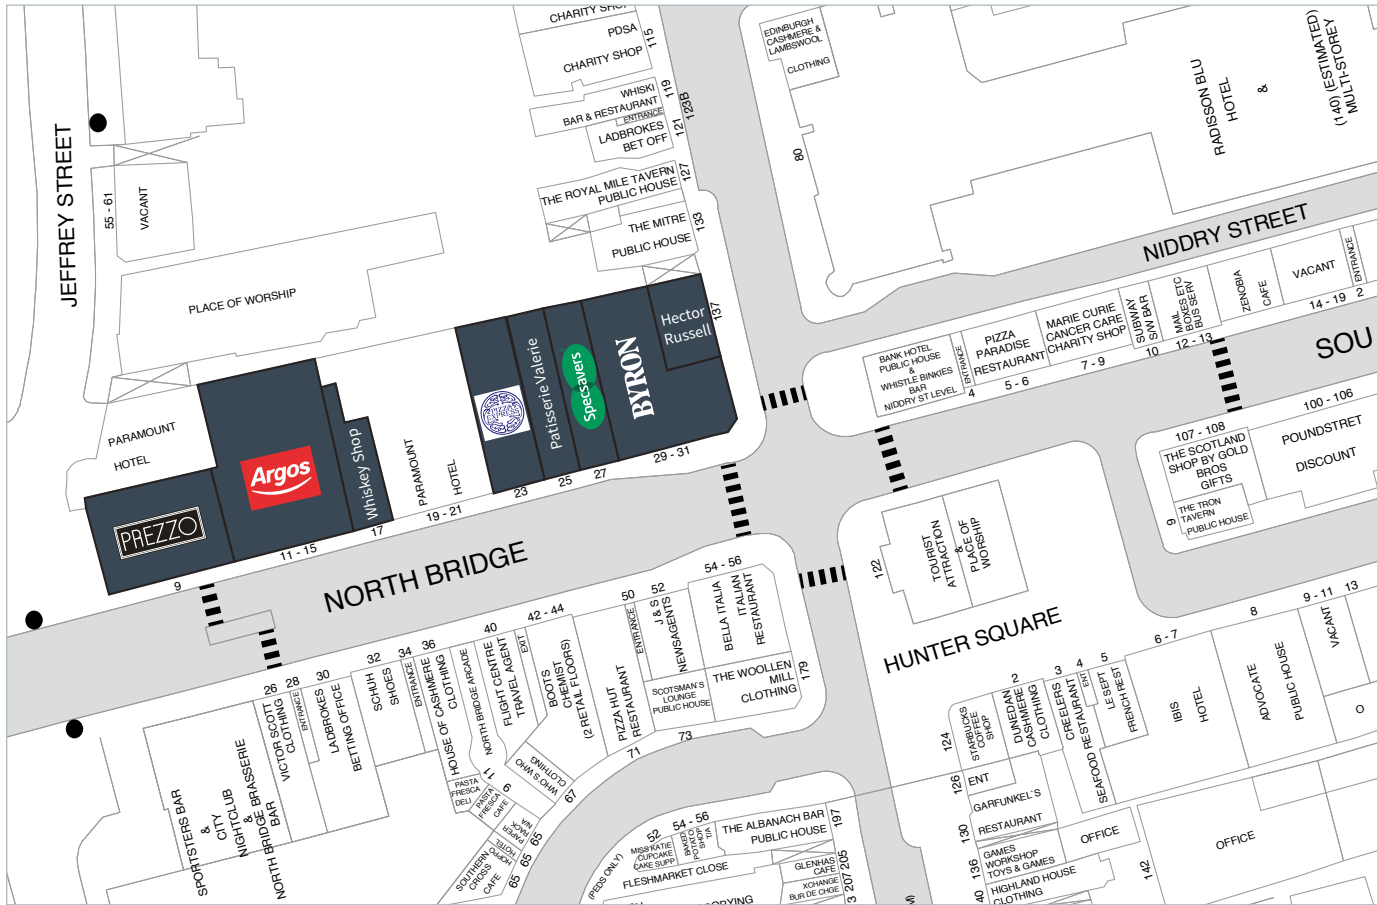 CHARITY SHOP
PDSA
CHARITY SHOP
115
WHISKI
BAR & RESTAURANT
119
123B
ENTRANCE
LADBROKES
BET OFF
121
THE ROYAL MILE TAVERN
PUBLIC HOUSE
127
THE MITRE
PUBLIC HOUSE
133
EDINBURGH
CASHMERE &
LAMBSWOOL
CLOTHING
80
RADISSON BLU
HOTEL
&
(140) (ESTIMATED)
MULTI-STOREY
JEFFREY STREET
55 - 61
VACANT
PLACE OF WORSHIP
NIDDRY STREET
PARAMOUNT
HOTEL
PREZZO
9
Argos
11 - 15
Whiskey Shop
17
PARAMOUNT
HOTEL
19 - 21
23
Patisserie Valerie
25
Specsavers
27
BYRON
29 - 31
Hector
Russell
137
BANK HOTEL
PUBLIC HOUSE
&
WHISTLE BINKIES
BAR
NIDDRY ST LEVEL
ENTRANCE
4
PIZZA
PARADISE
RESTAURANT
5 - 6
MARIE CURIE
CANCER CARE
CHARITY SHOP
7 - 9
SUBWAY
S/W BAR
10
MAIL
BOXES ETC
BUS SERV
12 - 13
ZENOBIA
CAFE
VACANT
14 - 19
ENTRANCE
2
SOU
NORTH BRIDGE
107 - 108
THE SCOTLAND
SHOP BY GOLD
BROS
GIFTS
THE TRON
TAVERN
PUBLIC HOUSE
9
100 - 106
POUNDSTRET
DISCOUNT
122
TOURIST
ATTRACTION
&
PLACE OF
WORSHIP
HUNTER SQUARE
SPORTSTERS BAR
&
CITY
NIGHTCLUB
&
NORTH BRIDGE BRASSERIE
BAR
26
VICTOR SCOTT
CLOTHING
28
ENTRANCE
30
LADBROKES
BETTING OFFICE
32
SCHUH
SHOES
34
ENTRANCE
36
HOUSE OF CASHMERE
CLOTHING
NORTH BRIDGE ARCADE
40
FLIGHT CENTRE
TRAVEL AGENT
EXIT
42 - 44
BOOTS
CHEMIST
(2 RETAIL FLOORS)
PIZZA HUT
RESTAURANT
50
ENTRANCE
52
J & S
NEWSAGENTS
54 - 56
BELLA ITALIA
ITALIAN
RESTAURANT
SCOTSMAN'S
LOUNGE
PUBLIC HOUSE
THE WOOLLEN
MILL
CLOTHING
179
73
71
WHO'S WHO
CLOTHING
67
11
PASTA
FRESCA
DELI
9
PASTA
FRESCA
CAFE
PAPER
RACK
N/A
65
HOPPO
HOTEL
65
SOUTHERN
CROSS
CAFE
65
(PEDS ONLY)
52
MISS KATIE
CUPCAKE
CAKE SUPP
54 - 56
BAKED
POTATO
SHOP
T/A
THE ALBANACH BAR
PUBLIC HOUSE
197
FLESHMARKET CLOSE
GLENHAS
CAFE
205
XCHANGE
BUR DE CHGE
207
124
STARBUCKS
COFFEE
SHOP
2
DUNEDAN
CASHMERE
CLOTHING
3
CREELERS
SEAFOOD RESTAURANT
4
ENT
5
LE SEPT
FRENCH REST
6 - 7
IBIS
HOTEL
8
ADVOCATE
PUBLIC HOUSE
9 - 11
VACANT
13
O
126
ENT
GARFUNKEL'S
RESTAURANT
130
GAMES
WORKSHOP
TOYS & GAMES
136
OFFICE
HIGHLAND HOUSE
CLOTHING
40
142
OFFICE